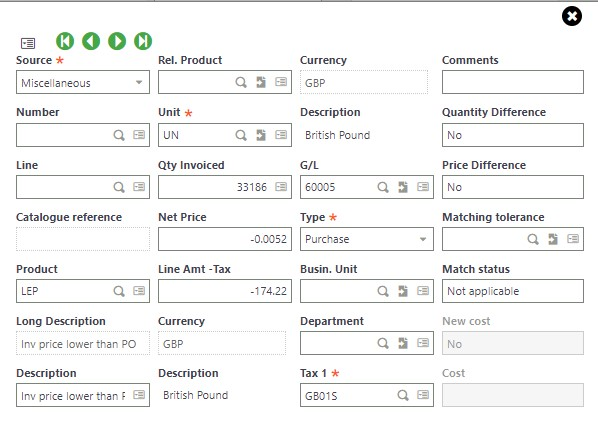 Source * Rel. Product Currency Comments
Miscellaneous GBP
Number Unit * Description Quantity Difference
UN British Pound No
Line Qty Invoiced G/L Price Difference
33186 60005 No
Catalogue reference Net Price Type * Matching tolerance
-0.0052 Purchase
Product Line Amt -Tax Busin. Unit Match status
LEP -174.22 Not applicable
Long Description Currency Department New cost
Inv price lower than PO GBP No
Description Description Tax 1 * Cost
Inv price lower than F British Pound GB01S